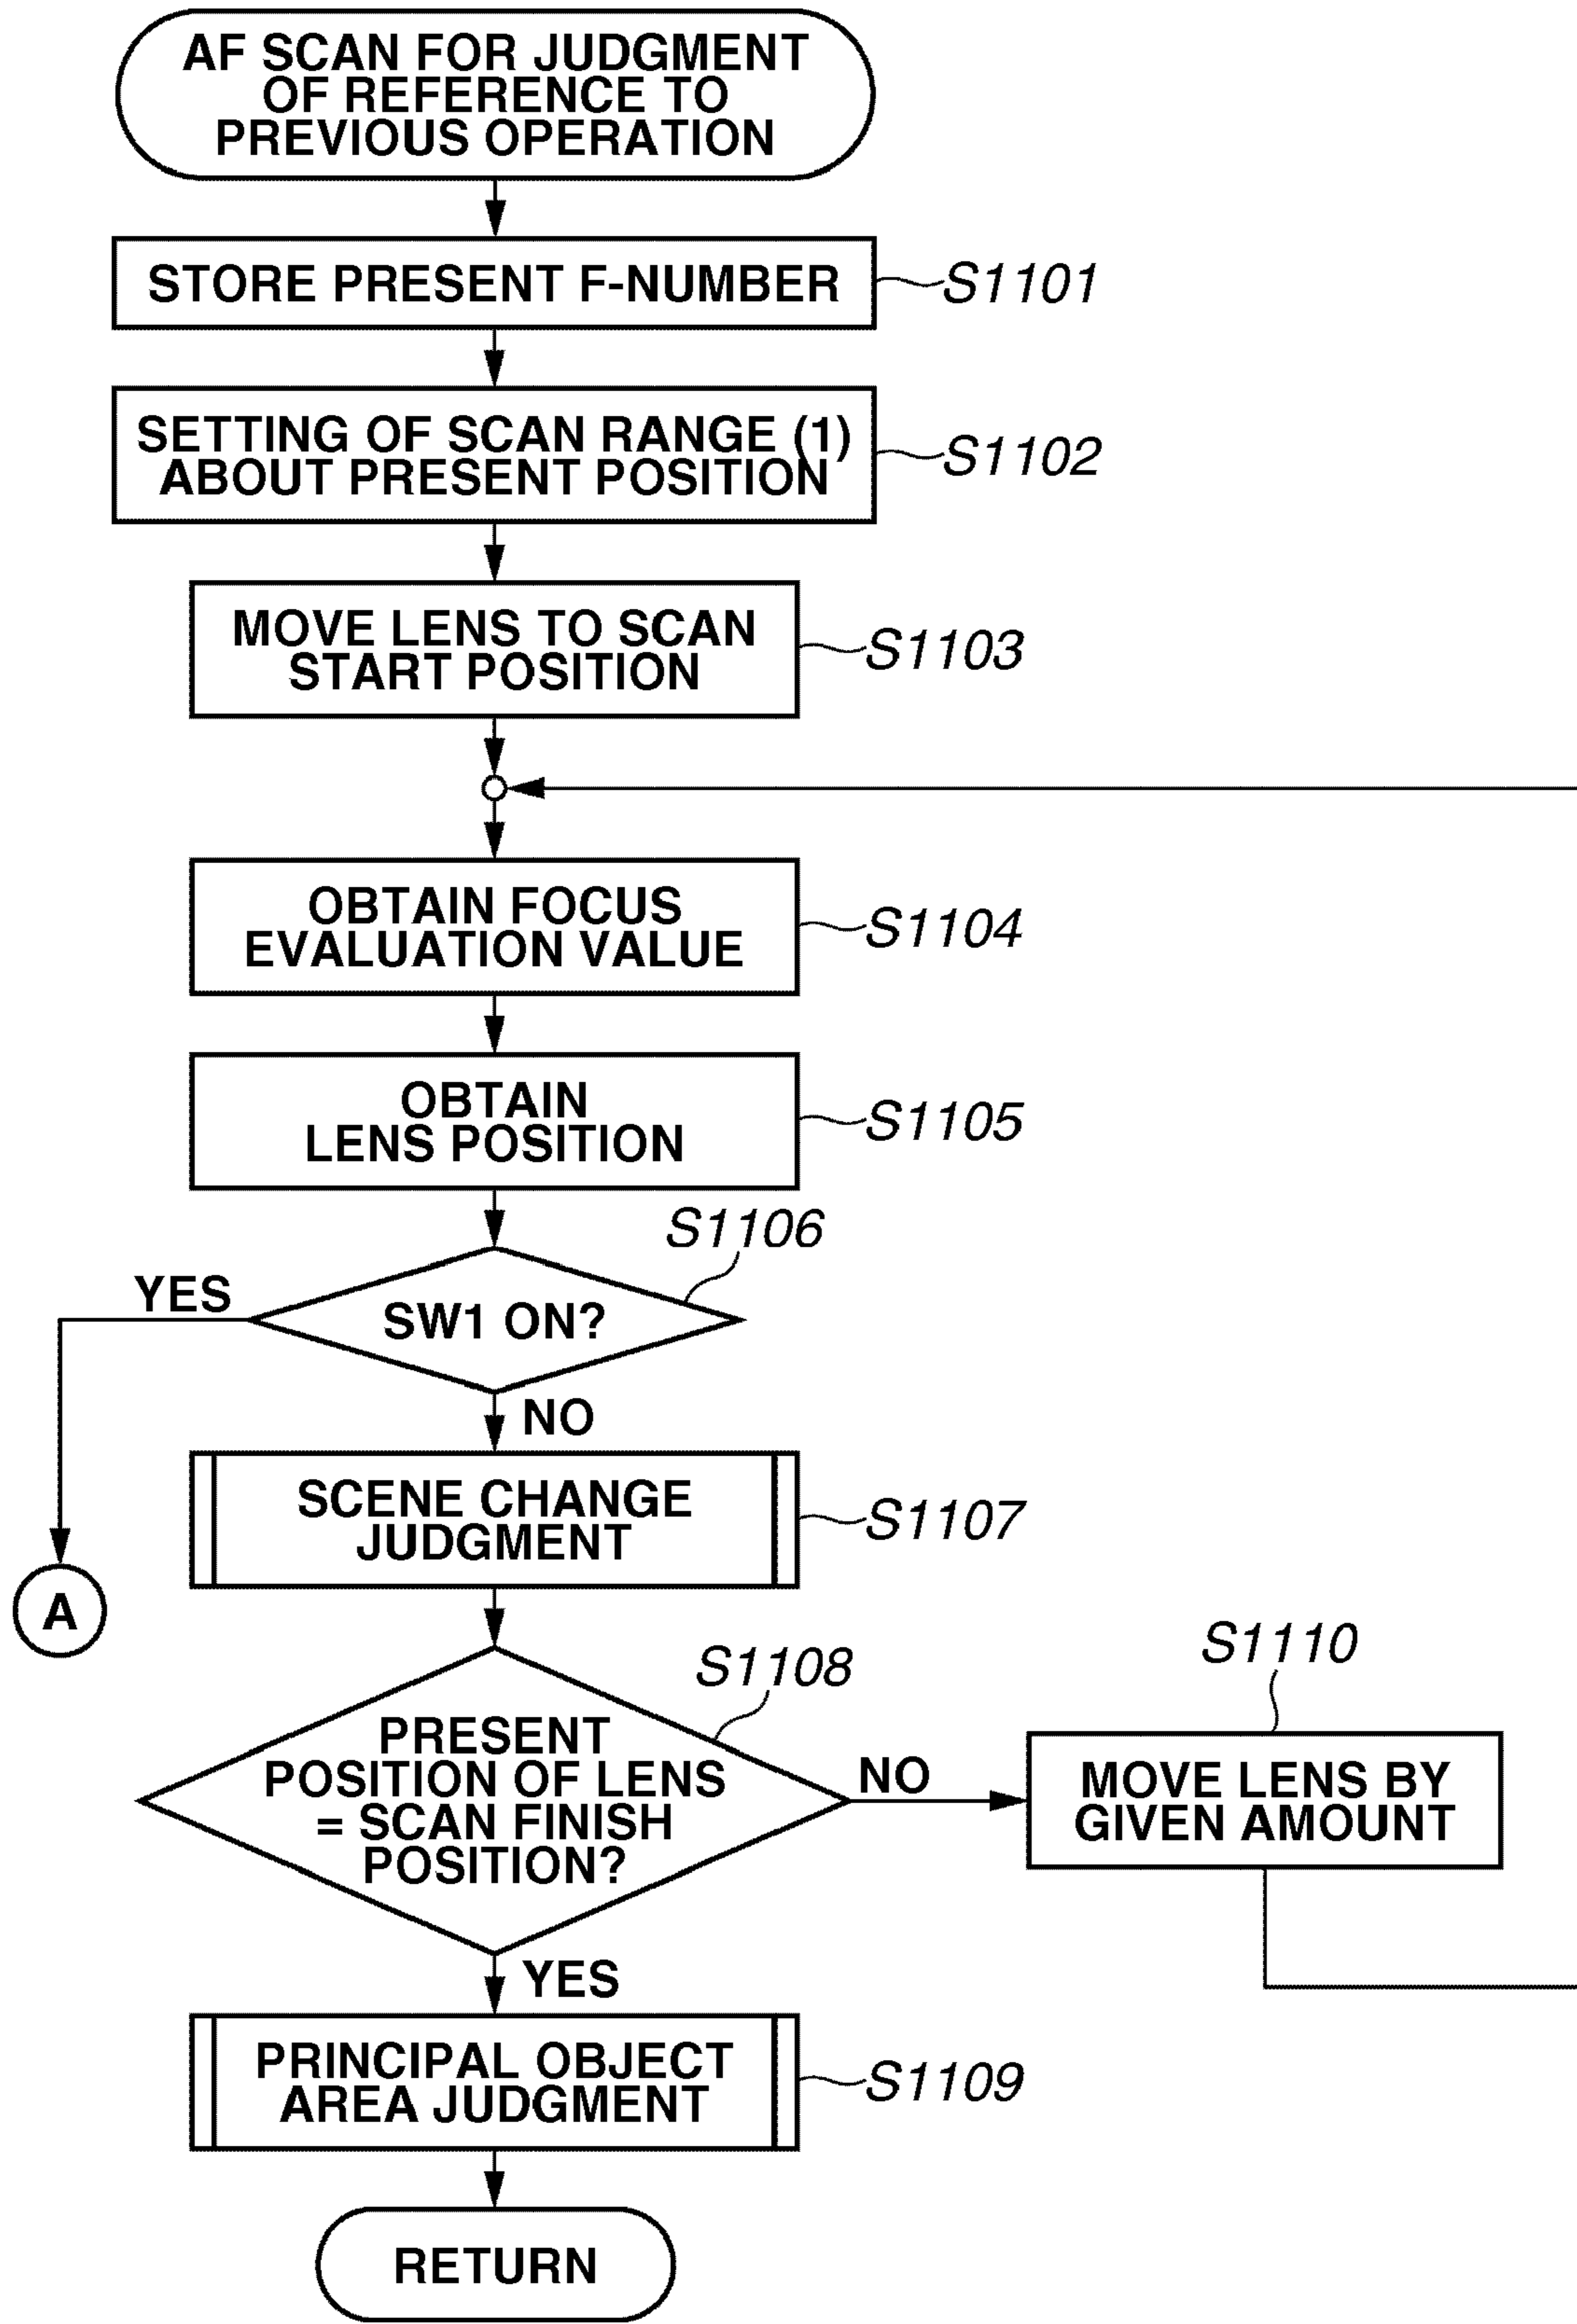 AF SCAN FOR JUDGMENT
OF REFERENCE TO
PREVIOUS OPERATION
STORE PRESENT F-NUMBER
S1101
SETTING OF SCAN RANGE (1)
ABOUT PRESENT POSITION
S1102
MOVE LENS TO SCAN
START POSITION
S1103
OBTAIN FOCUS
EVALUATION VALUE
S1104
OBTAIN
LENS POSITION
S1105
S1106
YES
SW1 ON?
NO
SCENE CHANGE
JUDGMENT
S1107
A
S1108
PRESENT
POSITION OF LENS
= SCAN FINISH
POSITION?
NO
S1110
MOVE LENS BY
GIVEN AMOUNT
YES
PRINCIPAL OBJECT
AREA JUDGMENT
S1109
RETURN